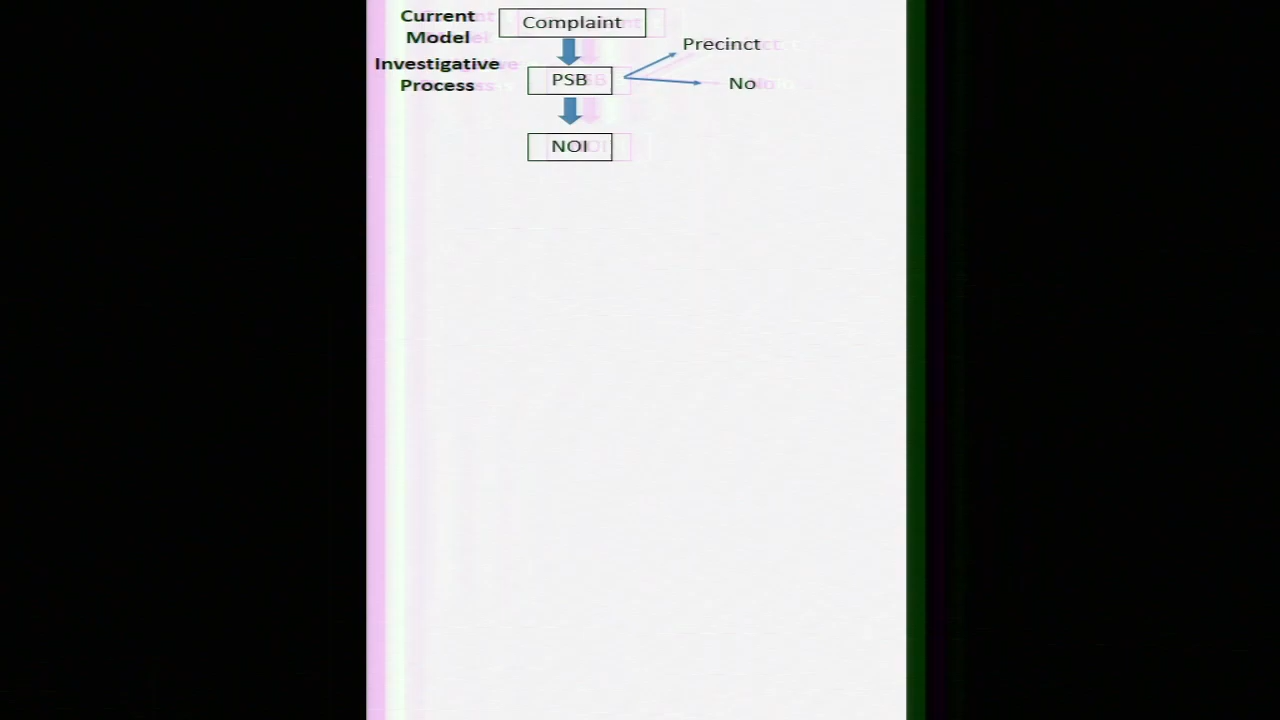 Current
Model
Investigative
Process
Complaint
PSB
Precinct
No
NOI